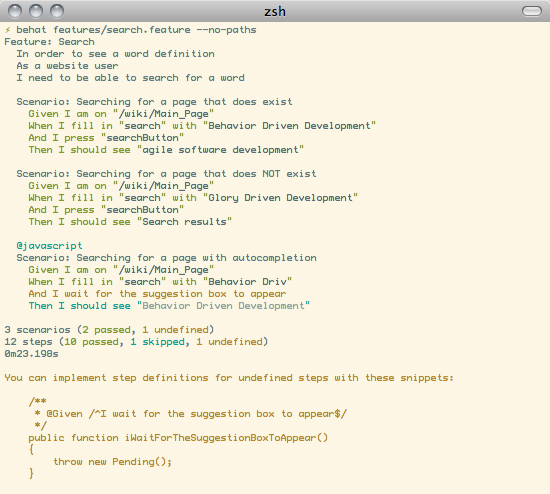 zsh
⚡ behat features/search.feature --no-paths
Feature: Search
  In order to see a word definition
  As a website user
  I need to be able to search for a word

  Scenario: Searching for a page that does exist
    Given I am on "/wiki/Main_Page"
    When I fill in "search" with "Behavior Driven Development"
    And I press "searchButton"
    Then I should see "agile software development"

  Scenario: Searching for a page that does NOT exist
    Given I am on "/wiki/Main_Page"
    When I fill in "search" with "Glory Driven Development"
    And I press "searchButton"
    Then I should see "Search results"

  @javascript
  Scenario: Searching for a page with autocompletion
    Given I am on "/wiki/Main_Page"
    When I fill in "search" with "Behavior Driv"
    And I wait for the suggestion box to appear
    Then I should see "Behavior Driven Development"

3 scenarios (2 passed, 1 undefined)
12 steps (10 passed, 1 skipped, 1 undefined)
0m23.198s

You can implement step definitions for undefined steps with these snippets:

    /**
     * @Given /^I wait for the suggestion box to appear$/
     */
    public function iWaitForTheSuggestionBoxToAppear()
    {
        throw new Pending();
    }